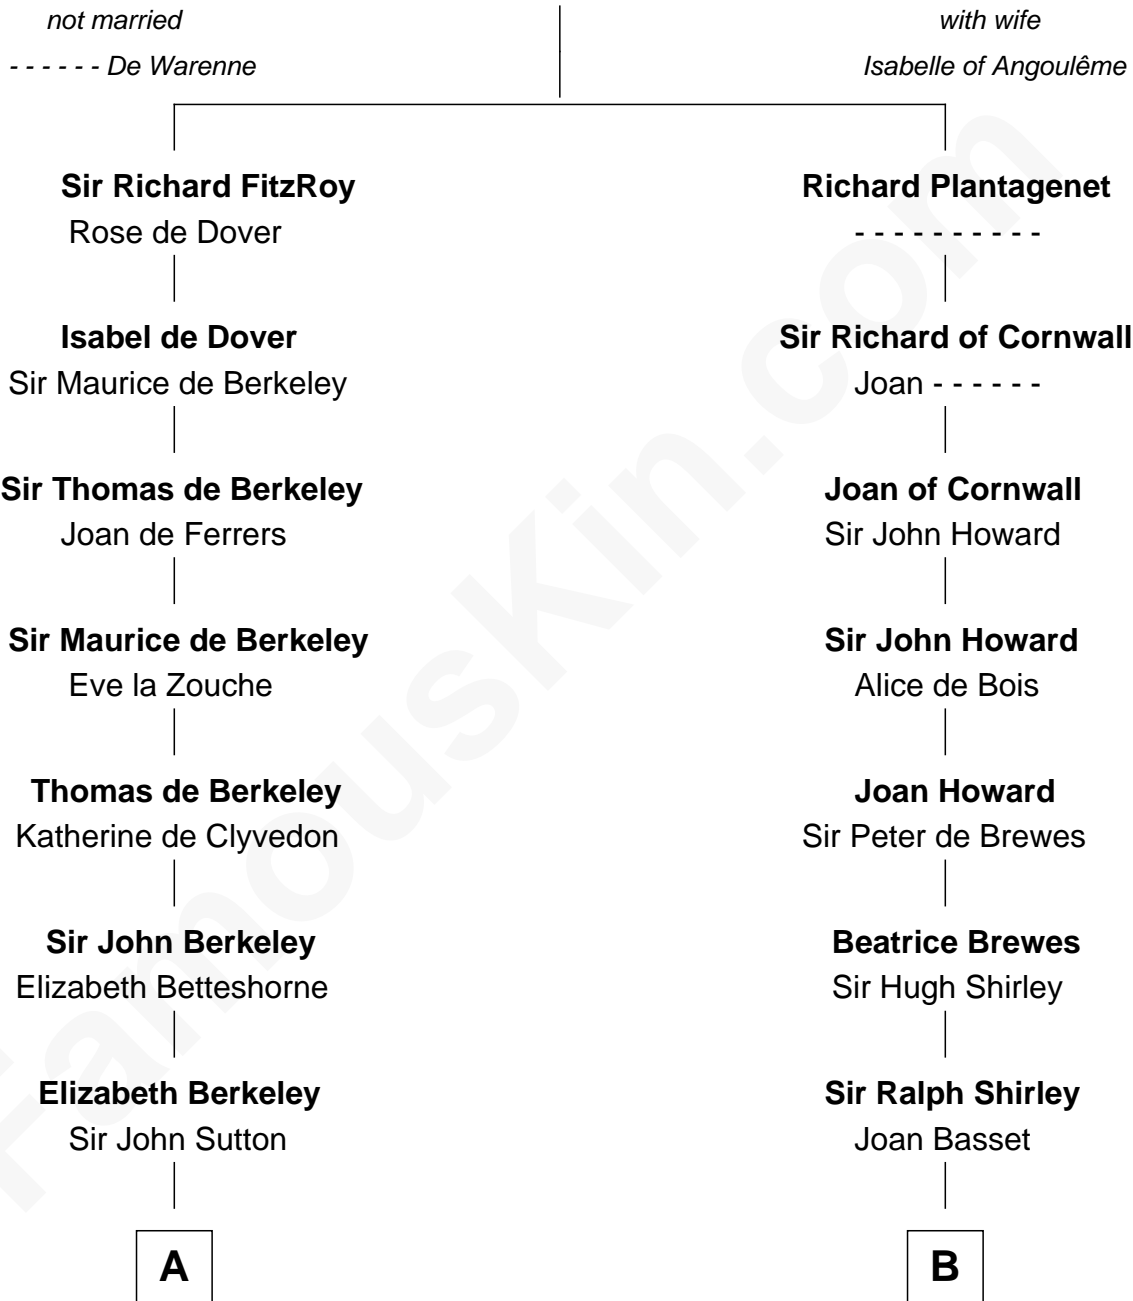 not married
with wife
- - - - - - De Warenne
Isabelle of Angoulême
Sir Richard FitzRoy
Richard Plantagenet
Rose de Dover
- - - - - - - - - -
Isabel de Dover
Sir Richard of Cornwall
Sir Maurice de Berkeley
Joan - - - - - -
Sir Thomas de Berkeley
Joan of Cornwall
Joan de Ferrers
Sir John Howard
Sir Maurice de Berkeley
Sir John Howard
Eve la Zouche
Alice de Bois
Thomas de Berkeley
Joan Howard
Katherine de Clyvedon
Sir Peter de Brewes
Sir John Berkeley
Beatrice Brewes
Elizabeth Betteshorne
Sir Hugh Shirley
Elizabeth Berkeley
Sir Ralph Shirley
Sir John Sutton
Joan Basset
A
B
FamousKin.com